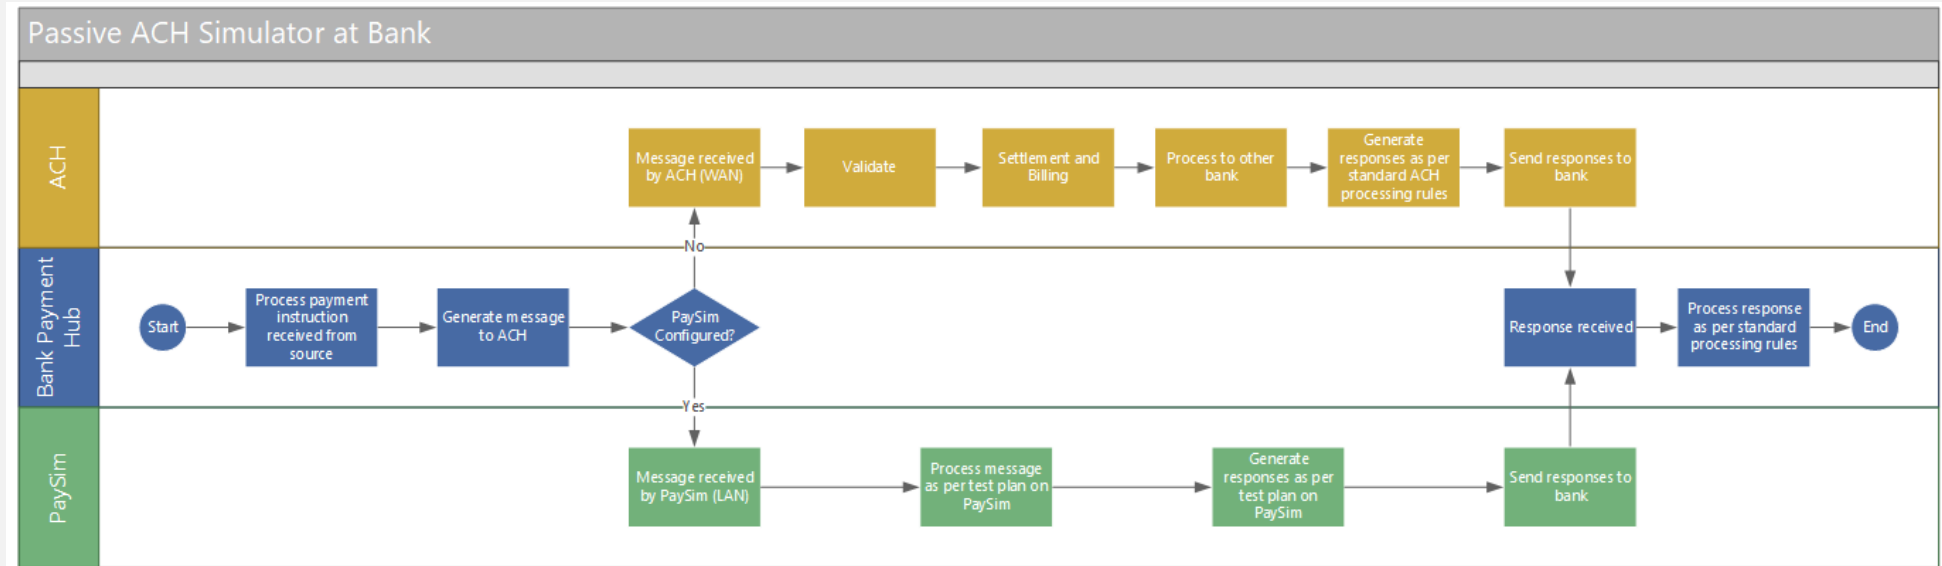 Passive ACH Simulator at Bank
ACH
Message received
by ACH (WAN)
Validate
Settlement and
Billing
Process to other
bank
Generate
responses as per
standard ACH
processing rules
Send responses to
bank
No
Bank Payment
Hub
Start
Process payment
instruction
received from
source
Generate message
to ACH
PaySim
Configured?
Response received
Process response
as per standard
processing rules
End
Yes
PaySim
Message received
by PaySim (LAN)
Process message
as per test plan on
PaySim
Generate
responses as per
test plan on
PaySim
Send responses to
bank